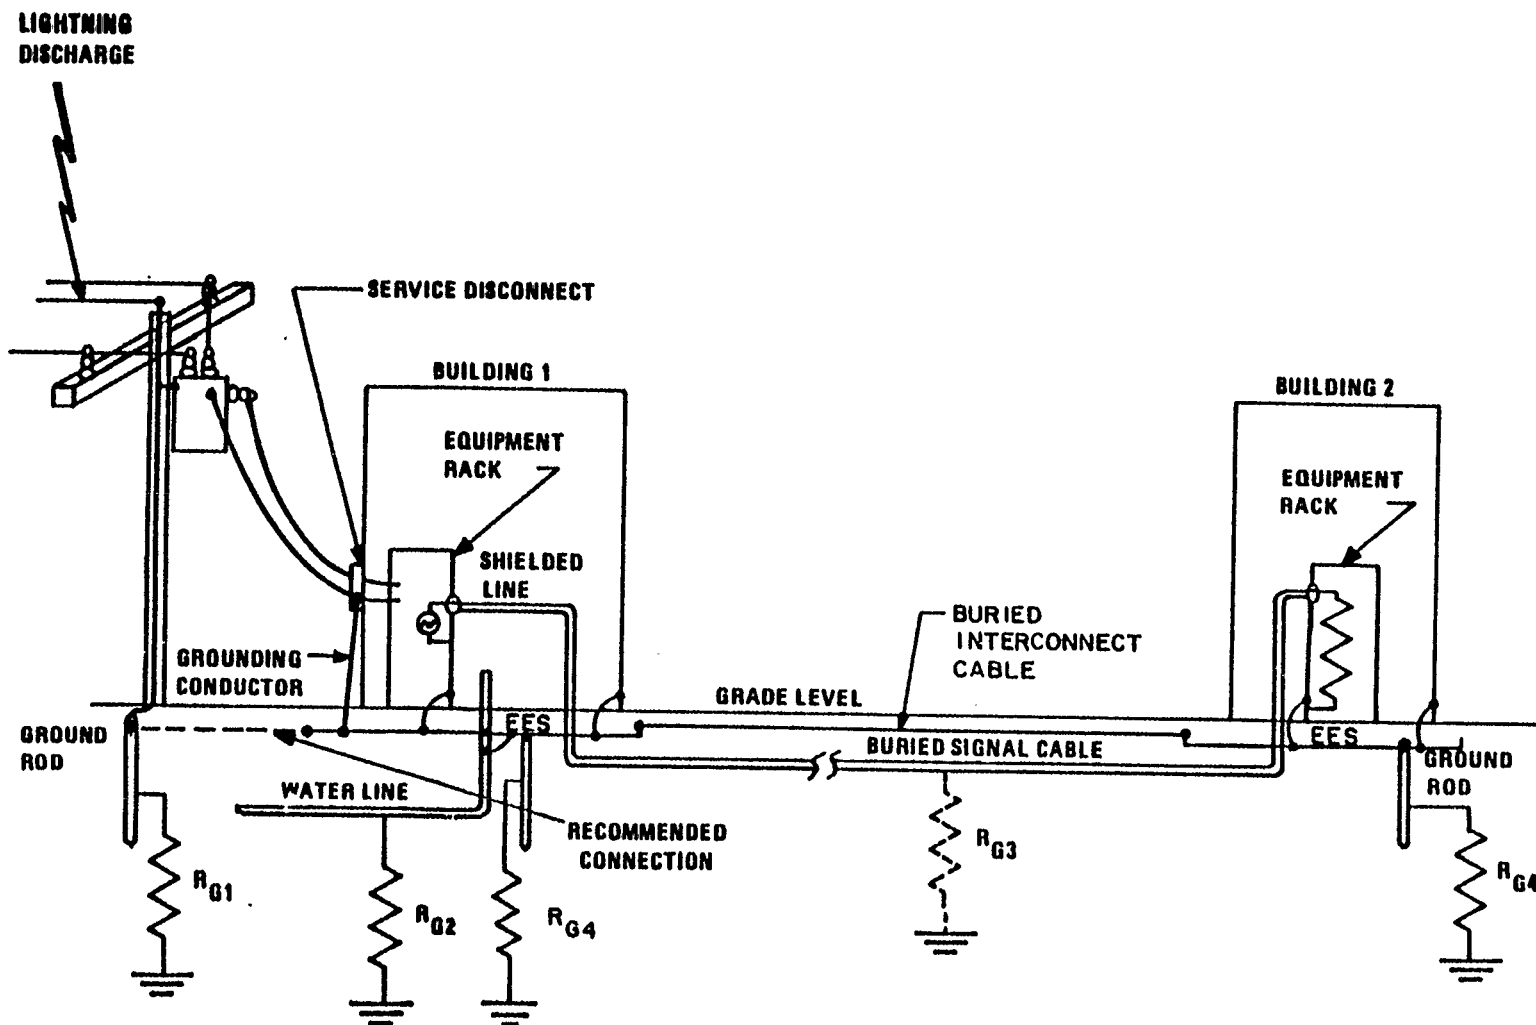 LIGHTNING
DISCHARGE
SERVICE DISCONNECT
BUILDING 1
BUILDING 2
EQUIPMENT
RACK
EQUIPMENT
RACK
SHIELDED
LINE
BURIED
INTERCONNECT
CABLE
GROUNDING
CONDUCTOR
GRADE LEVEL
GROUND
ROD
EES
BURIED SIGNAL CABLE
EES
GROUND
ROD
WATER LINE
RECOMMENDED
CONNECTION
RG1
RG2
RG4
RG3
RG4